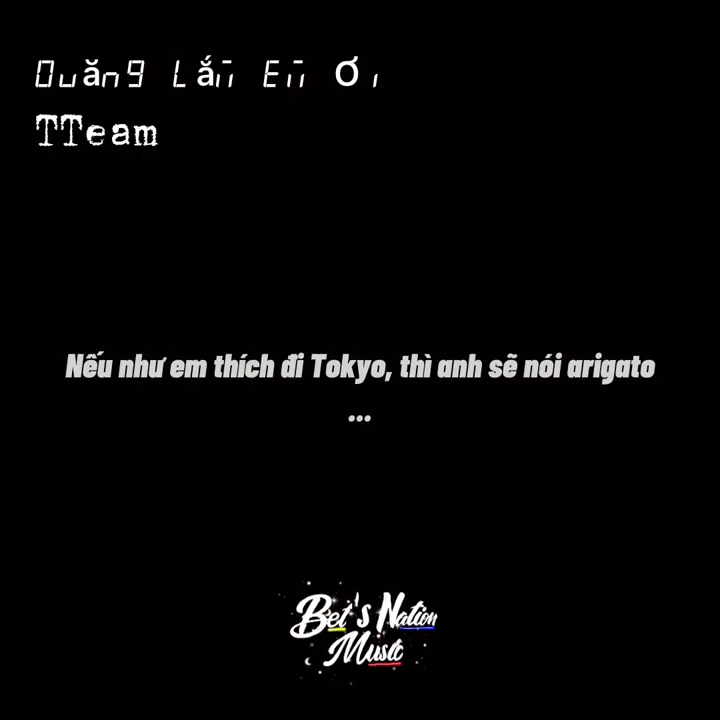 Quăng Lắm Em Ơi
TTeam
Nếu như em thích đi Tokyo, thì anh sẽ nói arigato
...
Bet's Nation
Music